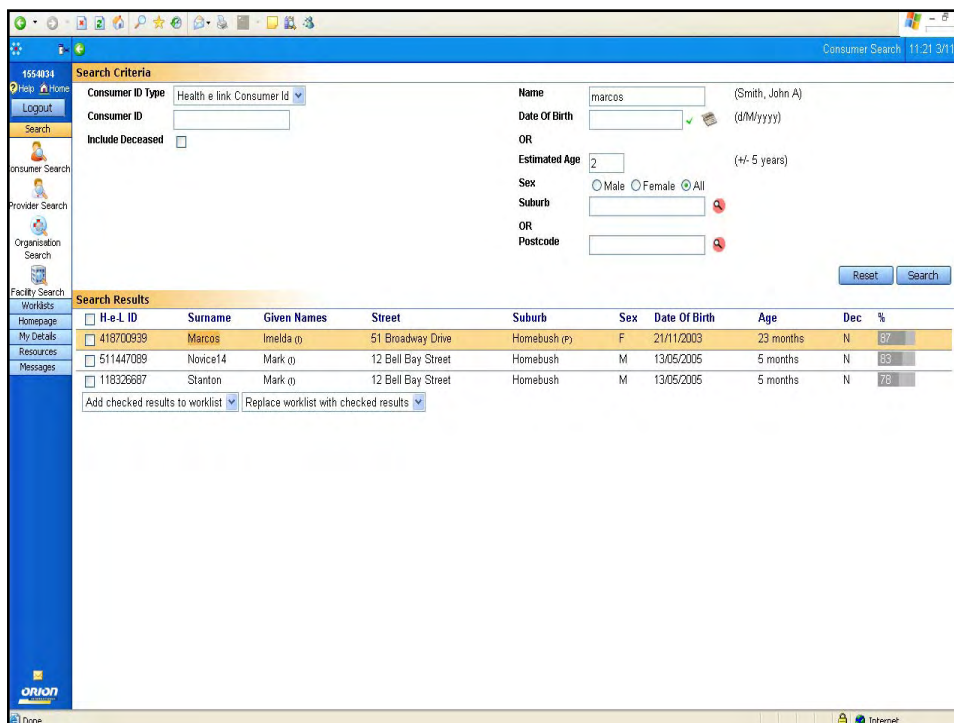 Consumer Search 11:21 3/11
1554034
Help Home
Logout
Search
onsumer Search
Provider Search
Organisation
Search
Facility Search
Worklists
Homepage
My Details
Resources
Messages
ORION
Search Criteria
Consumer ID Type Health e link Consumer Id
Consumer ID
Include Deceased
Name marcos (Smith, John A)
Date Of Birth (d/M/yyyy)
OR
Estimated Age 2 (+/- 5 years)
Sex Male Female All
Suburb
OR
Postcode
Reset Search
Search Results
H-e-L ID Surname Given Names Street Suburb Sex Date Of Birth Age Dec %
418700939 Marcos Imelda (I) 51 Broadway Drive Homebush (P) F 21/11/2003 23 months N 87
511447089 Novice14 Mark (I) 12 Bell Bay Street Homebush M 13/05/2005 5 months N 83
118326687 Stanton Mark (I) 12 Bell Bay Street Homebush M 13/05/2005 5 months N 78
Add checked results to worklist Replace worklist with checked results
Done Internet